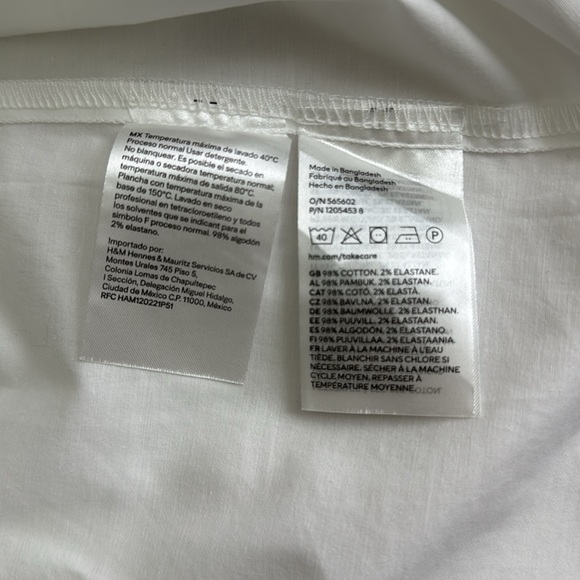 MX Temperatura máxima de lavado 40°C
Proceso normal Usar detergente.
No blanquear. Es posible el secado en
máquina o secadora temperatura normal;
temperatura máxima de salida 80°C
Plancha con temperatura máxima de la
base de 150°C. Lavado en seco
profesional en tetracloroetileno y todos
los solventes que se indican para el
símbolo F proceso normal. 98% algodón
2% elastano.
Importado por:
H&M Hennes & Mauritz Servicios SA de CV
Montes Urales 745 Piso 5,
Colonia Lomas de Chapultepec
I Sección, Delegación Miguel Hidalgo,
Ciudad de México C.P. 11000, México
RFC HAM120221P51
Made in Bangladesh
Fabriqué au Bangladesh
Hecho en Bangladesh
O/N 565602
P/N 1205453 8
40 P
hm.com/takecare
GB 98% COTTON, 2% ELASTANE.
AL 98% PAMBUK, 2% ELASTAN.
CAT 98% COTÓ, 2% ELASTÀ.
CZ 98% BAVLNA, 2% ELASTAN.
DE 98% BAUMWOLLE, 2% ELASTHAN.
EE 98% PUUVILL, 2% ELASTAAN.
ES 98% ALGODÓN, 2% ELASTANO.
FI 98% PUUVILLAA, 2% ELASTAANIA.
FR LAVER À LA MACHINE À L'EAU
TIÈDE, BLANCHIR SANS CHLORE SI
NÉCESSAIRE. SÉCHER À LA MACHINE
CYCLE MOYEN, REPASSER À
TEMPÉRATURE MOYENNE.